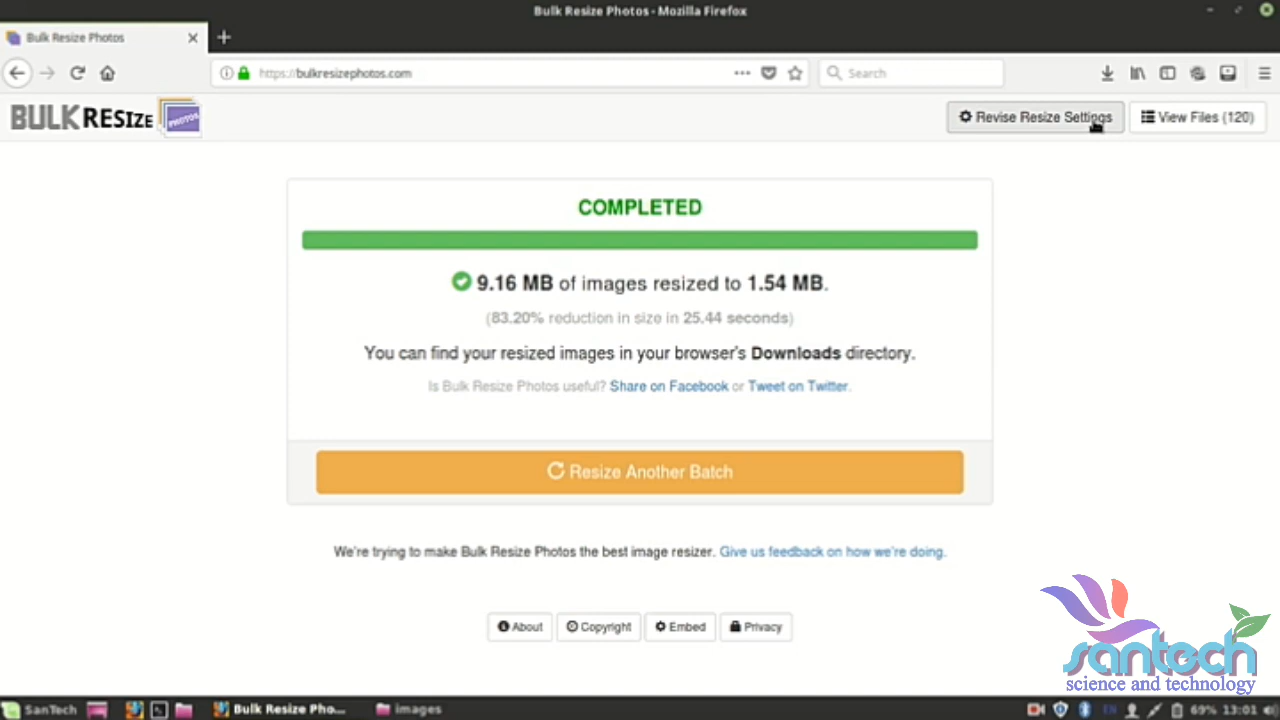 Bulk Resize Photos - Mozilla Firefox
Bulk Resize Photos
https://bulkresizephotos.com
Search
BULK RESIZE PHOTOS
Revise Resize Settings
View Files (120)
COMPLETED
9.16 MB of images resized to 1.54 MB.
(83.20% reduction in size in 25.44 seconds)
You can find your resized images in your browser's Downloads directory.
Is Bulk Resize Photos useful? Share on Facebook or Tweet on Twitter.
Resize Another Batch
We're trying to make Bulk Resize Photos the best image resizer. Give us feedback on how we're doing.
About
Copyright
Embed
Privacy
santech
science and technology
SanTech
Bulk Resize Pho...
images
EN
69% 13:01